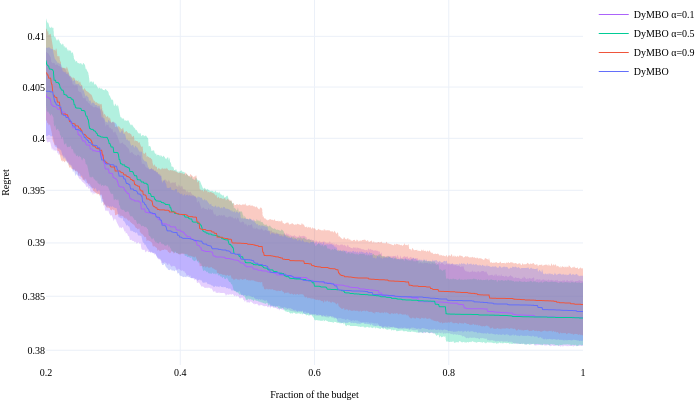 DyMBO α=0.1
DyMBO α=0.5
DyMBO α=0.9
DyMBO
0.41
0.405
0.4
0.395
0.39
0.385
0.38
Regret
0.2
0.4
0.6
0.8
1
Fraction of the budget